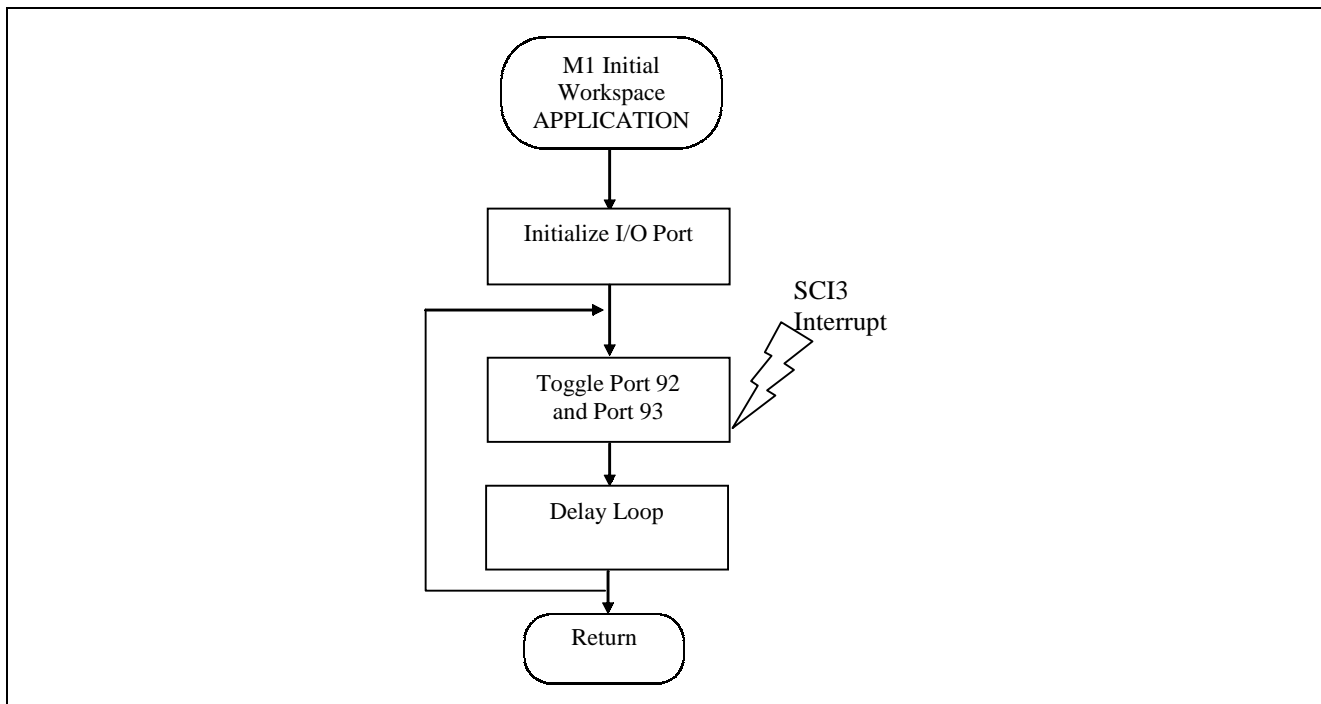 M1 Initial
Workspace
APPLICATION
Initialize I/O Port
SCI3
Interrupt
Toggle Port 92
and Port 93
Delay Loop
Return